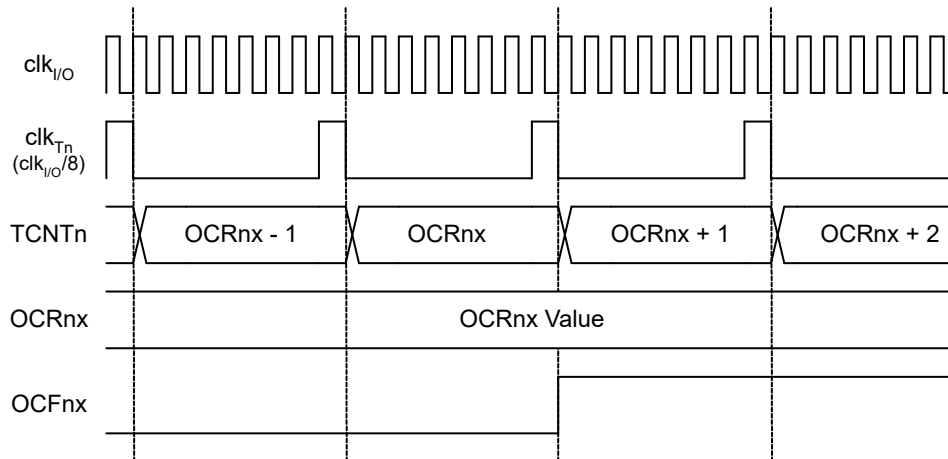 clkI/O
clkTn
(clkI/O/8)
TCNTn OCRnx - 1 OCRnx OCRnx + 1 OCRnx + 2
OCRnx OCRnx Value
OCFnx